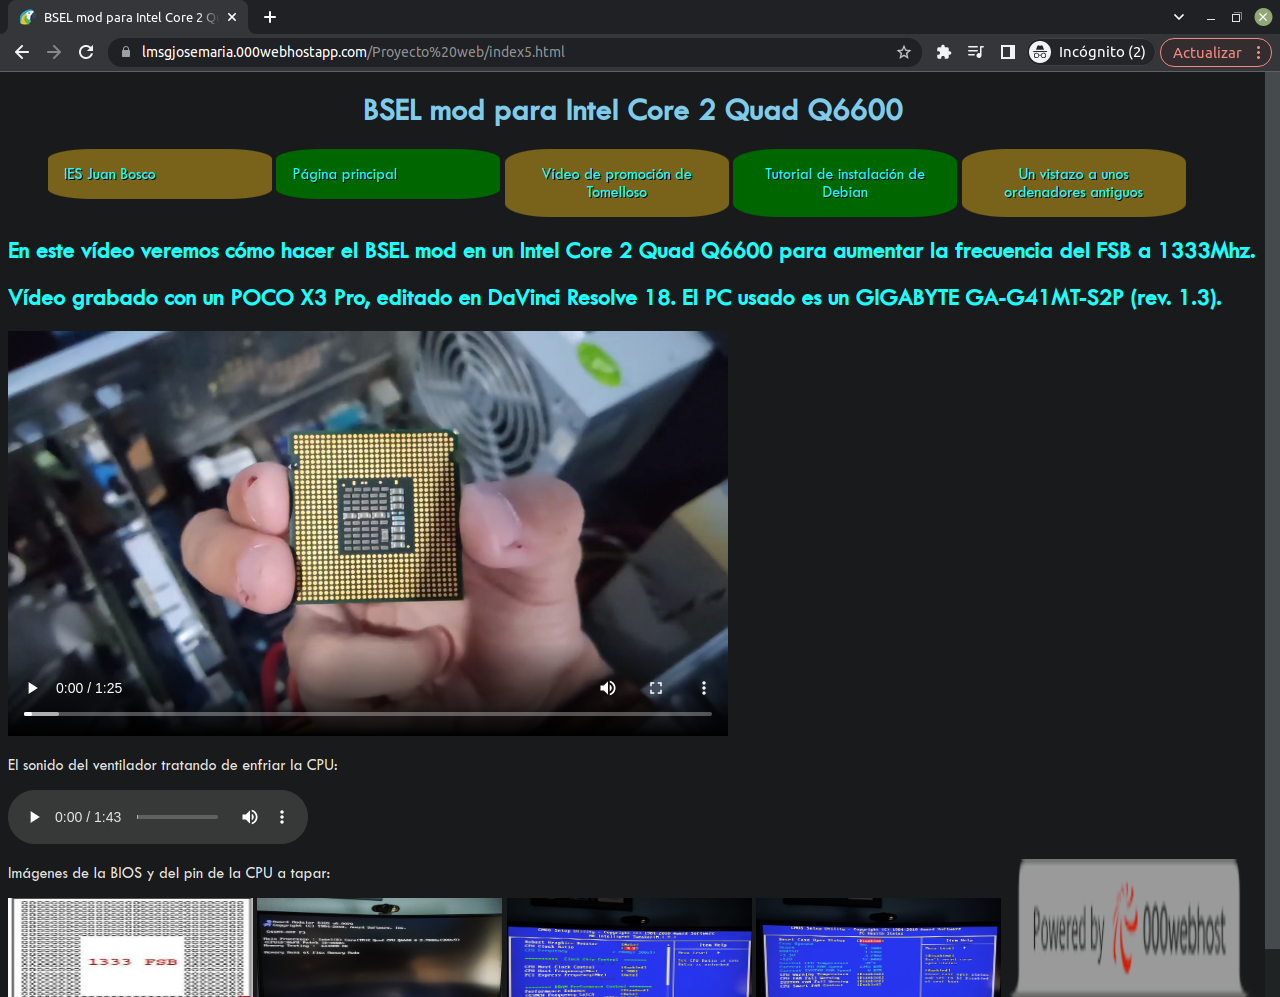 BSEL mod para Intel Core 2 Q
lmsgjosemaria.000webhostapp.com/Proyecto%20web/index5.html
Incógnito (2)
Actualizar
BSEL mod para Intel Core 2 Quad Q6600
IES Juan Bosco
Página principal
Vídeo de promoción de
Tomelloso
Tutorial de instalación de
Debian
Un vistazo a unos
ordenadores antiguos
En este vídeo veremos cómo hacer el BSEL mod en un Intel Core 2 Quad Q6600 para aumentar la frecuencia del FSB a 1333Mhz.
Vídeo grabado con un POCO X3 Pro, editado en DaVinci Resolve 18. El PC usado es un GIGABYTE GA-G41MT-S2P (rev. 1.3).
0:00 / 1:25
El sonido del ventilador tratando de enfriar la CPU:
0:00 / 1:43
Imágenes de la BIOS y del pin de la CPU a tapar:
1333 FSB
Powered by 000webhost